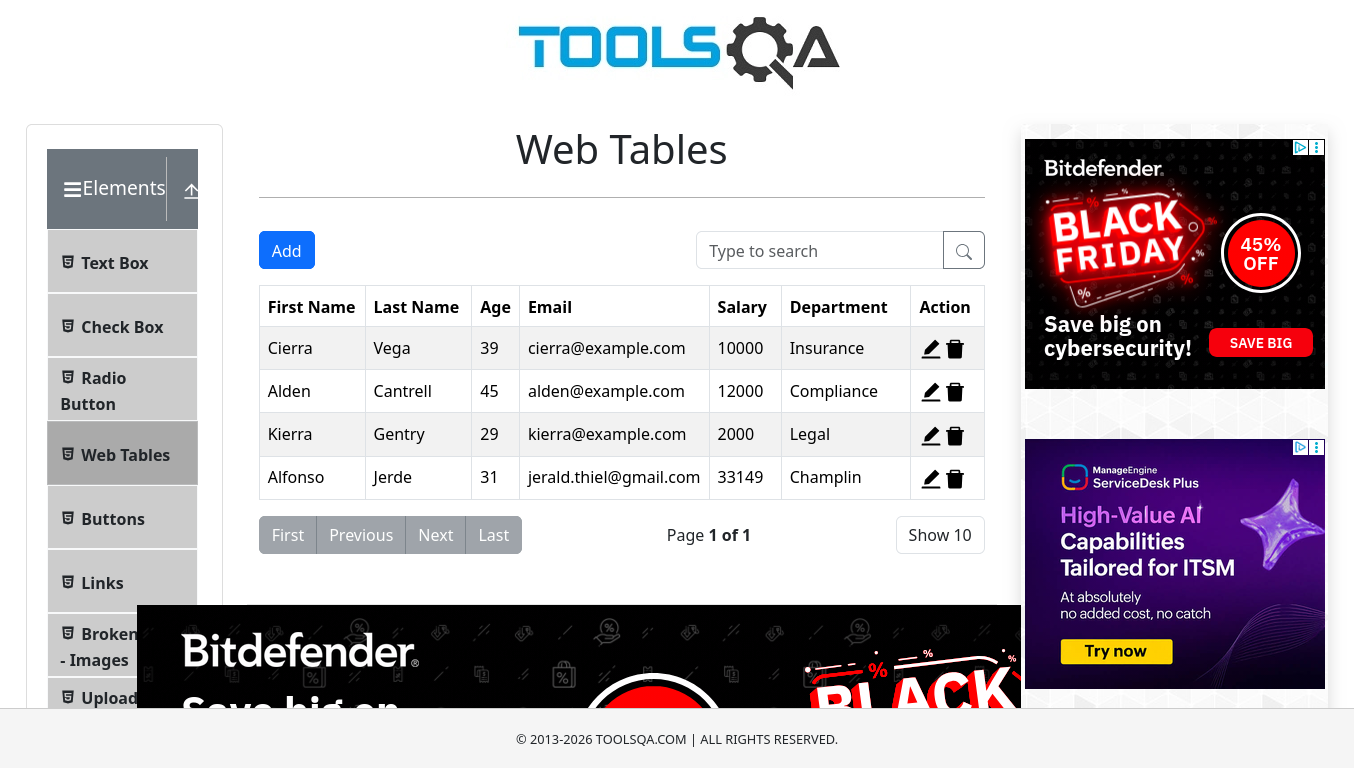 TOOLSQA
Elements
Text Box
Check Box
Radio
Button
Web Tables
Buttons
Links
Broken
- Images
Upload
Web Tables
Add
Type to search
First Name Last Name Age Email Salary Department Action
Cierra Vega 39 cierra@example.com 10000 Insurance
Alden Cantrell 45 alden@example.com 12000 Compliance
Kierra Gentry 29 kierra@example.com 2000 Legal
Alfonso Jerde 31 jerald.thiel@gmail.com 33149 Champlin
First Previous Next Last
Page 1 of 1
Show 10
Bitdefender®
Save big on
BLACK
Bitdefender
BLACK
FRIDAY
45%
OFF
Save big on
cybersecurity!
SAVE BIG
ManageEngine
ServiceDesk Plus
High-Value AI
Capabilities
Tailored for ITSM
At absolutely
no added cost, no catch
Try now
© 2013-2026 TOOLSQA.COM | ALL RIGHTS RESERVED.